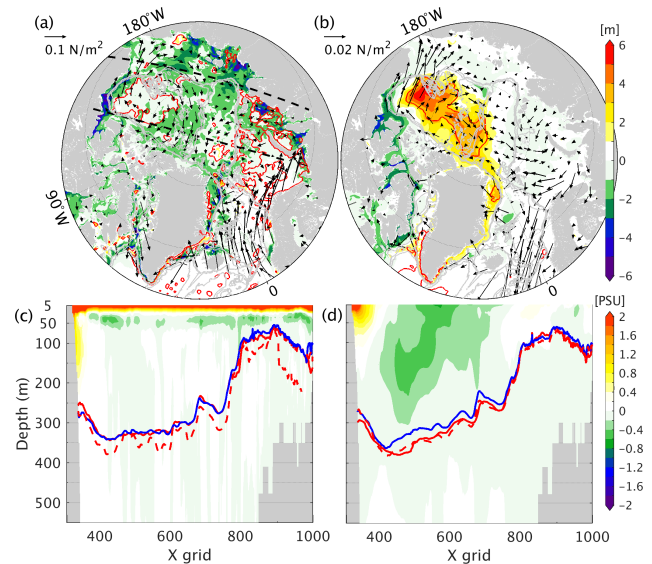 (a)
180°W
0.1 N/m²
90°W
0
(b)
180°W
0.02 N/m²
0
[m]
6
4
2
0
−2
−4
−6
(c)
5
50
100
200
300
400
500
Depth (m)
400
600
800
1000
X grid
(d)
400
600
800
1000
X grid
[PSU]
2
1.6
1.2
0.8
0.4
0
−0.4
−0.8
−1.2
−1.6
−2